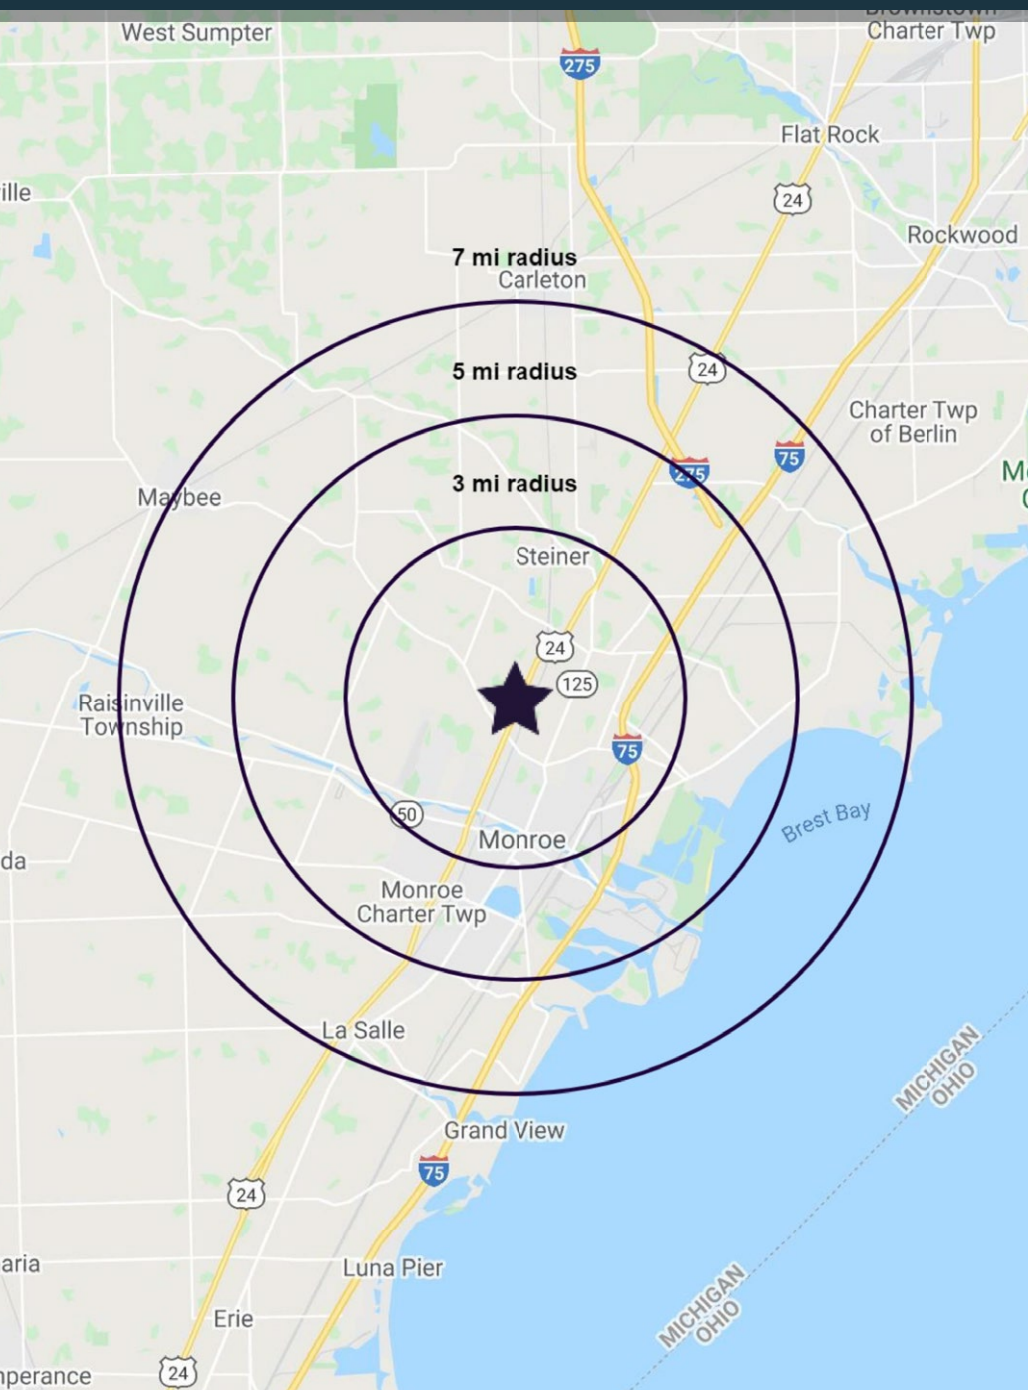 Brownstown
Charter Twp
West Sumpter
275
Flat Rock
ille
24
Rockwood
7 mi radius
Carleton
5 mi radius
24
Charter Twp
of Berlin
75
275
3 mi radius
Maybee
Steiner
24
125
Raisinville
Township
75
50
Brest Bay
Monroe
da
Monroe
Charter Twp
La Salle
MICHIGAN
OHIO
Grand View
75
24
aria
Luna Pier
MICHIGAN
OHIO
Erie
24
nperance